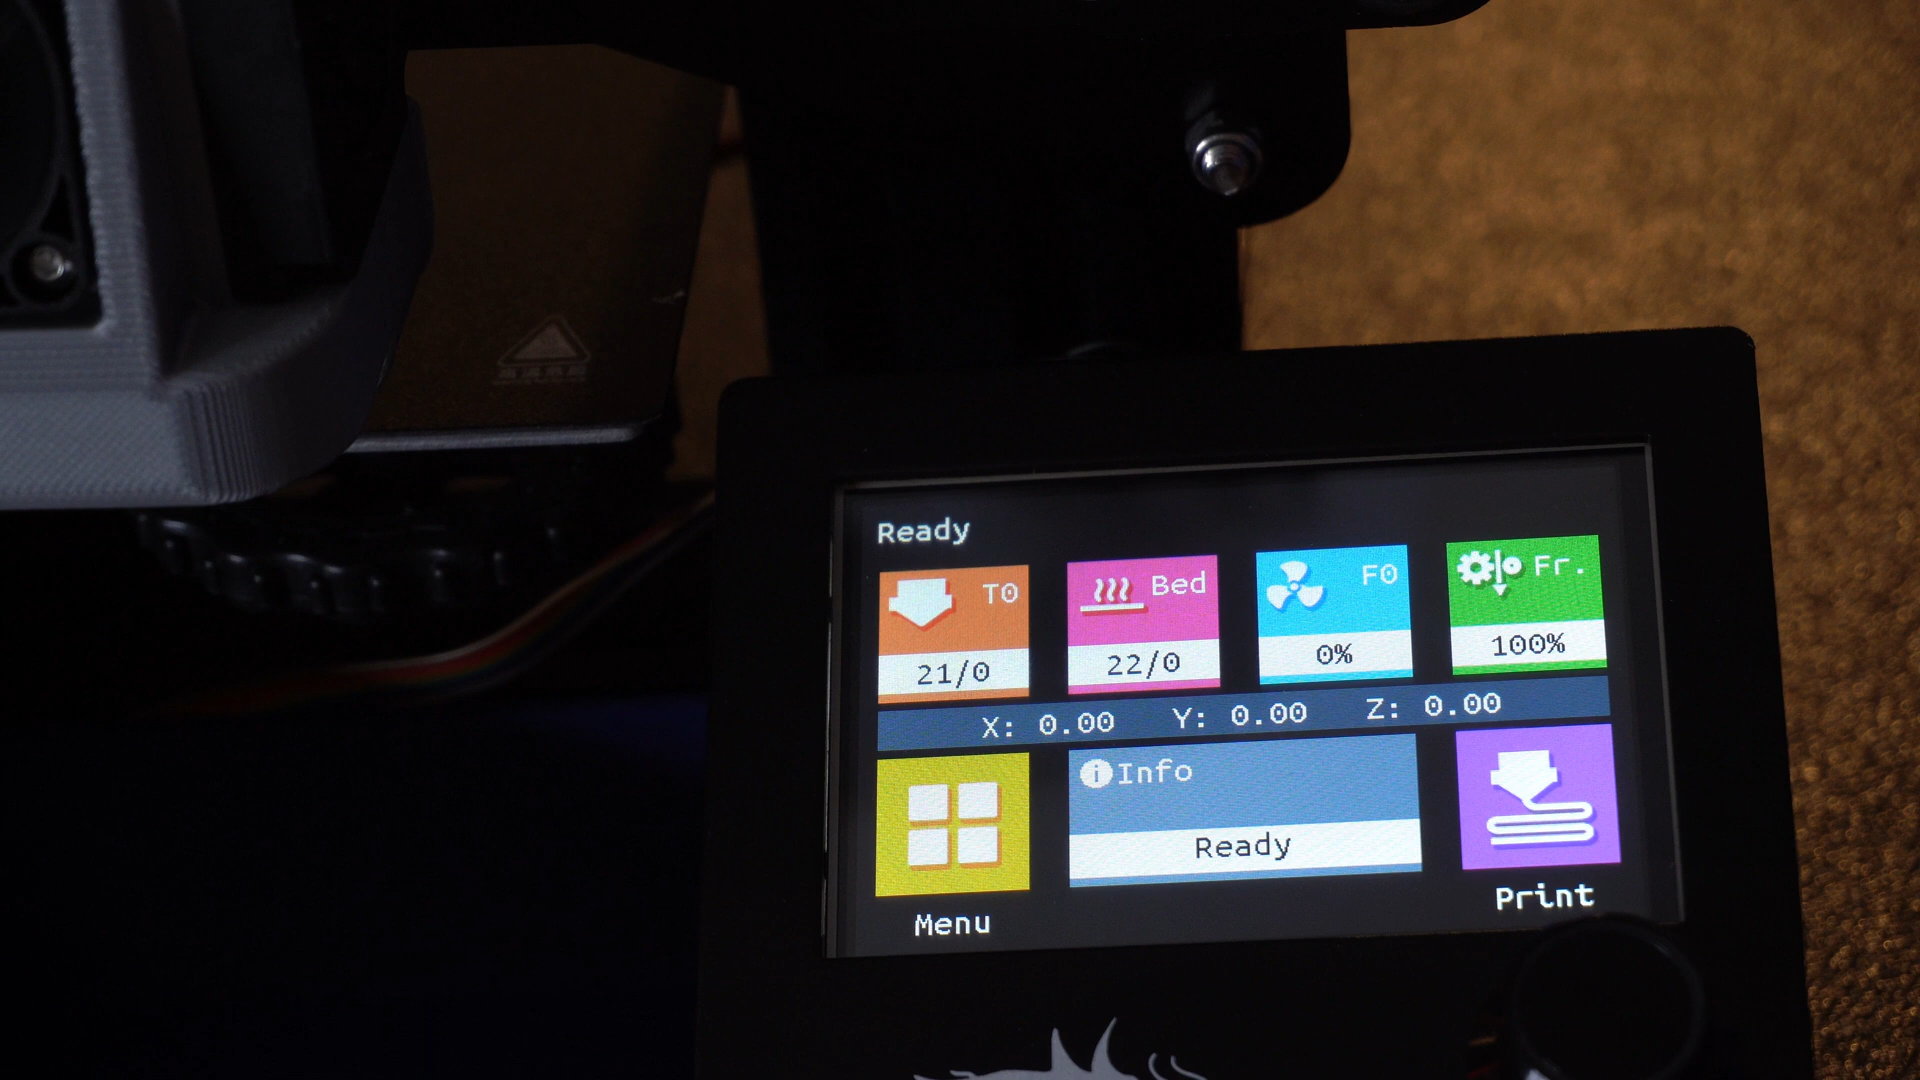 Ready
T0 Bed F0 Fr.
21/0 22/0 0% 100%
X: 0.00 Y: 0.00 Z: 0.00
Info
Ready
Menu Print